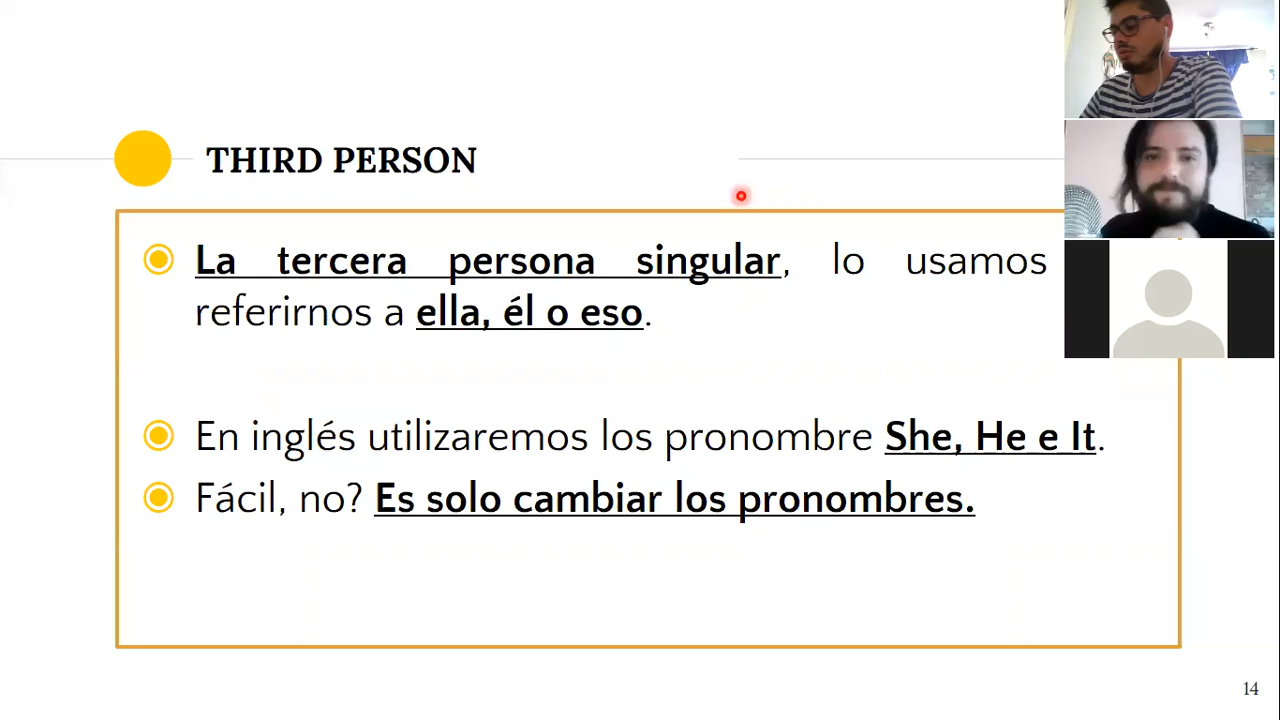 THIRD PERSON
La tercera persona singular, lo usamos
referirnos a ella, él o eso.
En inglés utilizaremos los pronombre She, He e It.
Fácil, no? Es solo cambiar los pronombres.
14